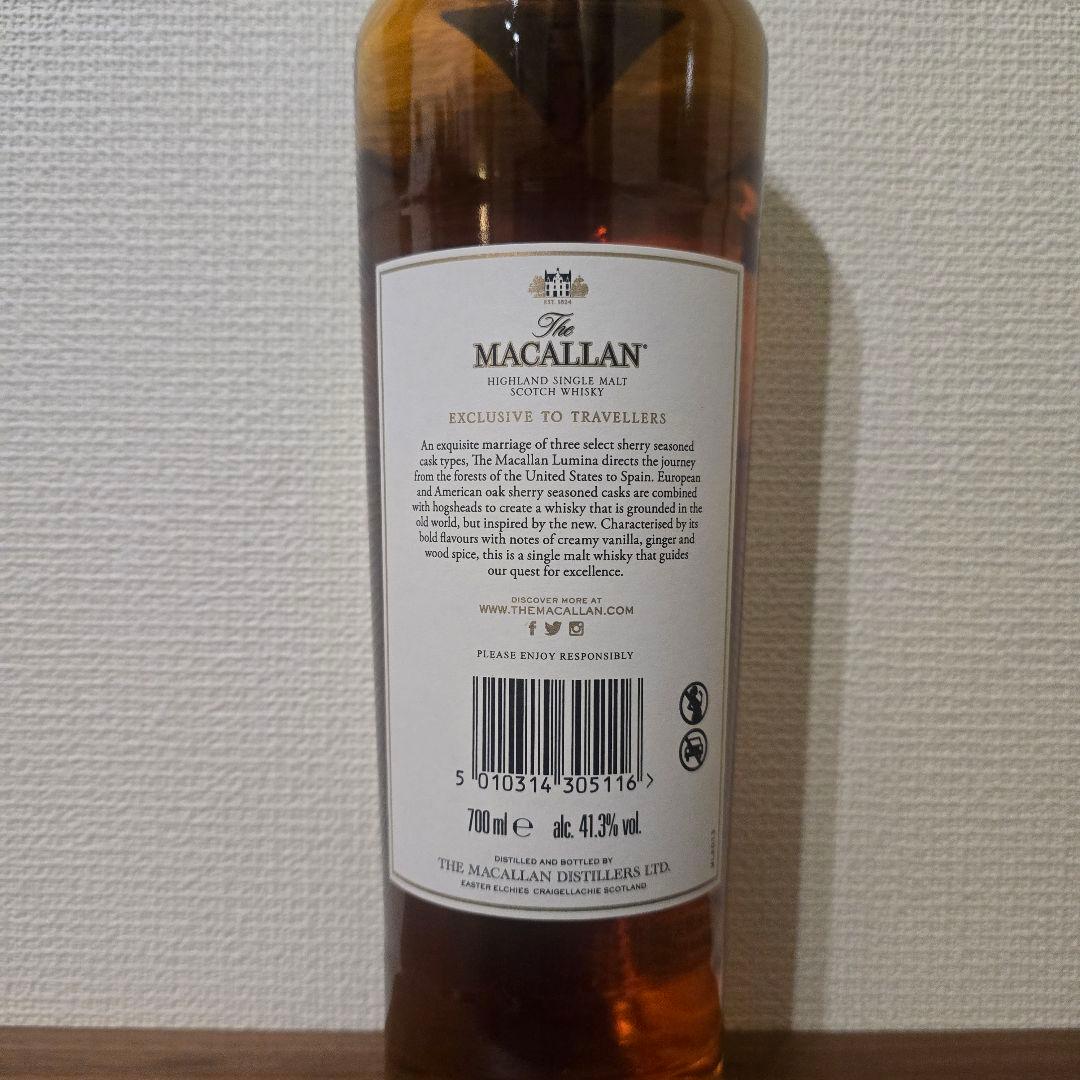 EST. 1824
The
MACALLAN®
HIGHLAND SINGLE MALT
SCOTCH WHISKY
EXCLUSIVE TO TRAVELLERS
An exquisite marriage of three select sherry seasoned
cask types, The Macallan Lumina directs the journey
from the forests of the United States to Spain. European
and American oak sherry seasoned casks are combined
with hogsheads to create a whisky that is grounded in the
old world, but inspired by the new. Characterised by its
bold flavours with notes of creamy vanilla, ginger and
wood spice, this is a single malt whisky that guides
our quest for excellence.
DISCOVER MORE AT
WWW.THEMACALLAN.COM
PLEASE ENJOY RESPONSIBLY
5 010314 305116 >
700 ml ℮ alc. 41.3% vol.
DISTILLED AND BOTTLED BY
THE MACALLAN DISTILLERS LTD.
EASTER ELCHIES CRAIGELLACHIE SCOTLAND